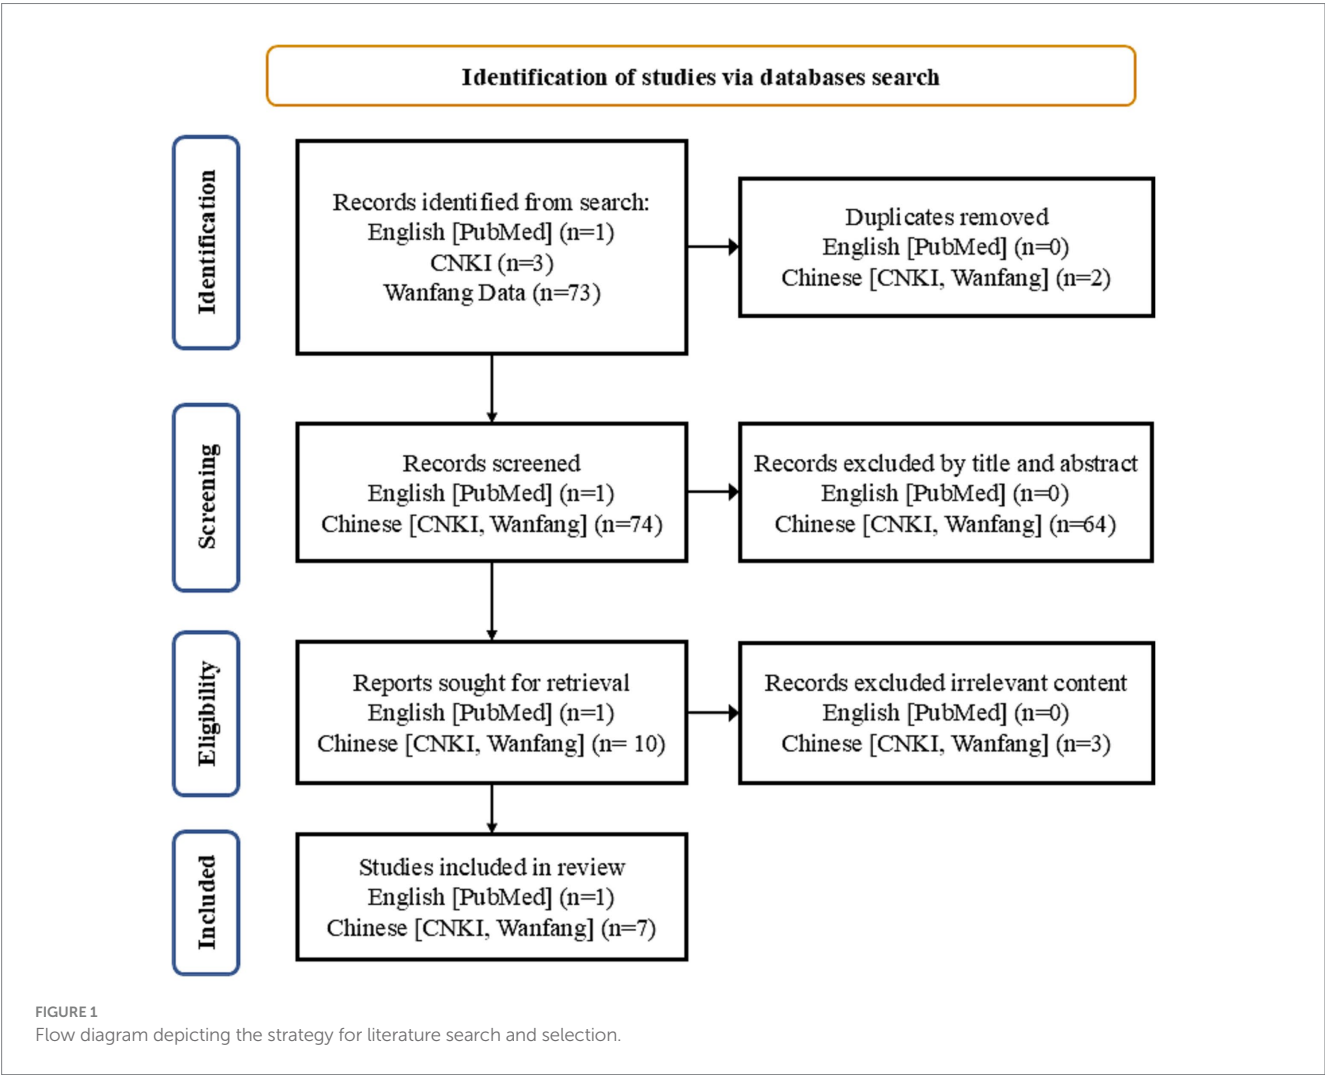 Identification of studies via databases search
Identification
Records identified from search:
English [PubMed] (n=1)
CNKI (n=3)
Wanfang Data (n=73)
Duplicates removed
English [PubMed] (n=0)
Chinese [CNKI, Wanfang] (n=2)
Screening
Records screened
English [PubMed] (n=1)
Chinese [CNKI, Wanfang] (n=74)
Records excluded by title and abstract
English [PubMed] (n=0)
Chinese [CNKI, Wanfang] (n=64)
Eligibility
Reports sought for retrieval
English [PubMed] (n=1)
Chinese [CNKI, Wanfang] (n= 10)
Records excluded irrelevant content
English [PubMed] (n=0)
Chinese [CNKI, Wanfang] (n=3)
Included
Studies included in review
English [PubMed] (n=1)
Chinese [CNKI, Wanfang] (n=7)
FIGURE 1
Flow diagram depicting the strategy for literature search and selection.